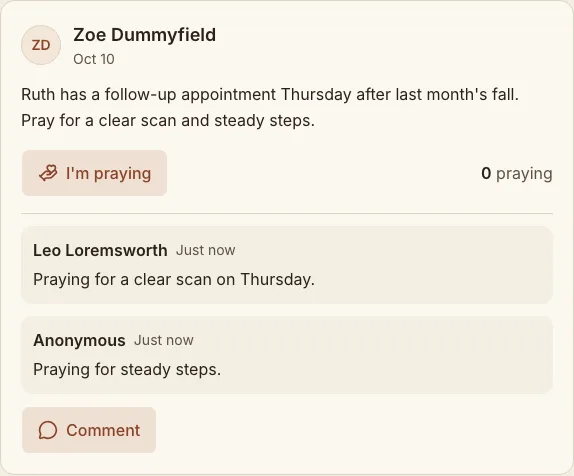 ZD
Zoe Dummyfield
Oct 10
Ruth has a follow-up appointment Thursday after last month's fall.
Pray for a clear scan and steady steps.
I'm praying
0 praying
Leo Loremsworth Just now
Praying for a clear scan on Thursday.
Anonymous Just now
Praying for steady steps.
Comment